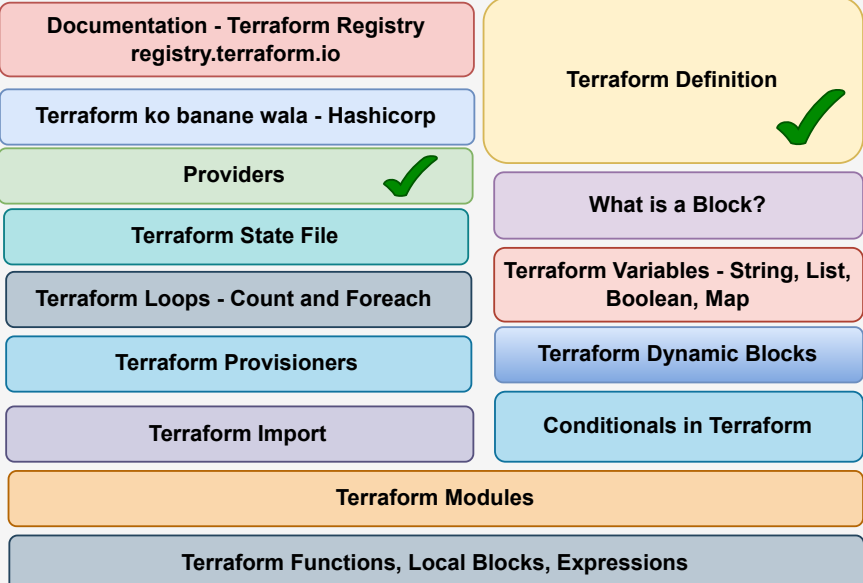 Documentation - Terraform Registry
registry.terraform.io
Terraform Definition
Terraform ko banane wala - Hashicorp
Providers
What is a Block?
Terraform State File
Terraform Variables - String, List,
Boolean, Map
Terraform Loops - Count and Foreach
Terraform Dynamic Blocks
Terraform Provisioners
Conditionals in Terraform
Terraform Import
Terraform Modules
Terraform Functions, Local Blocks, Expressions